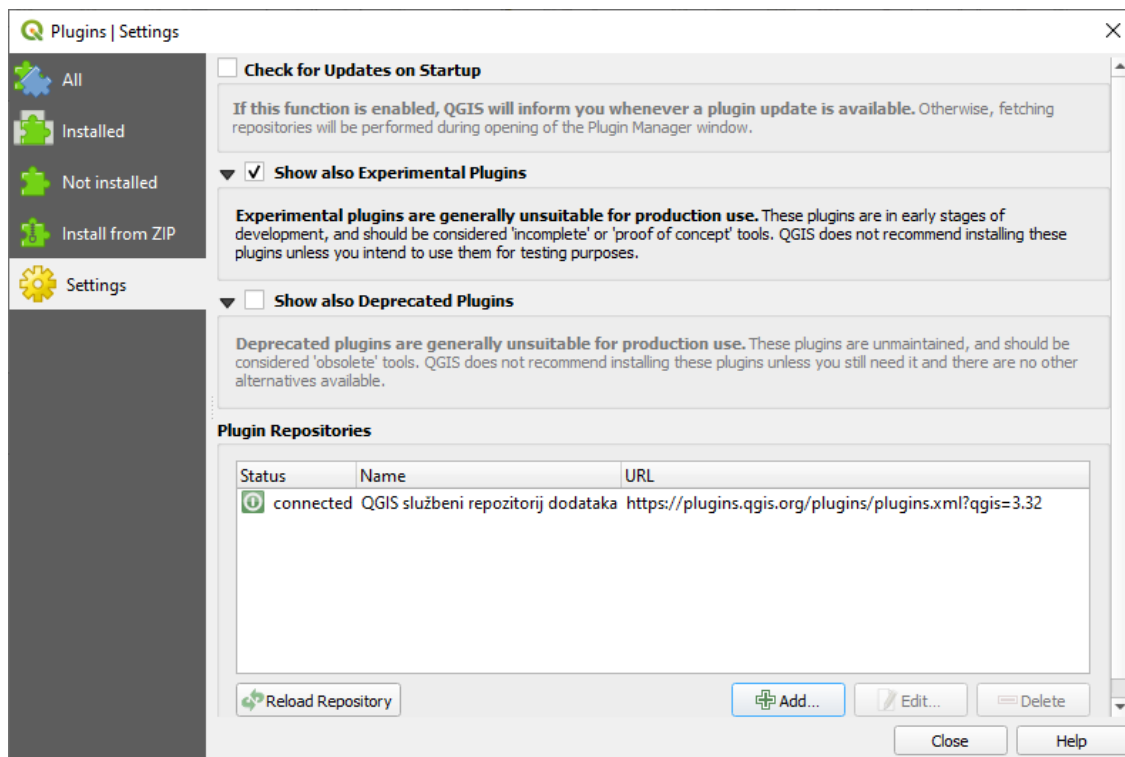 Plugins | Settings
All
Installed
Not installed
Install from ZIP
Settings
Check for Updates on Startup
If this function is enabled, QGIS will inform you whenever a plugin update is available. Otherwise, fetching
repositories will be performed during opening of the Plugin Manager window.
Show also Experimental Plugins
Experimental plugins are generally unsuitable for production use. These plugins are in early stages of
development, and should be considered 'incomplete' or 'proof of concept' tools. QGIS does not recommend installing these
plugins unless you intend to use them for testing purposes.
Show also Deprecated Plugins
Deprecated plugins are generally unsuitable for production use. These plugins are unmaintained, and should be
considered 'obsolete' tools. QGIS does not recommend installing these plugins unless you still need it and there are no other
alternatives available.
Plugin Repositories
Status Name URL
connected QGIS službeni repozitorij dodataka https://plugins.qgis.org/plugins/plugins.xml?qgis=3.32
Reload Repository Add... Edit... Delete
Close Help